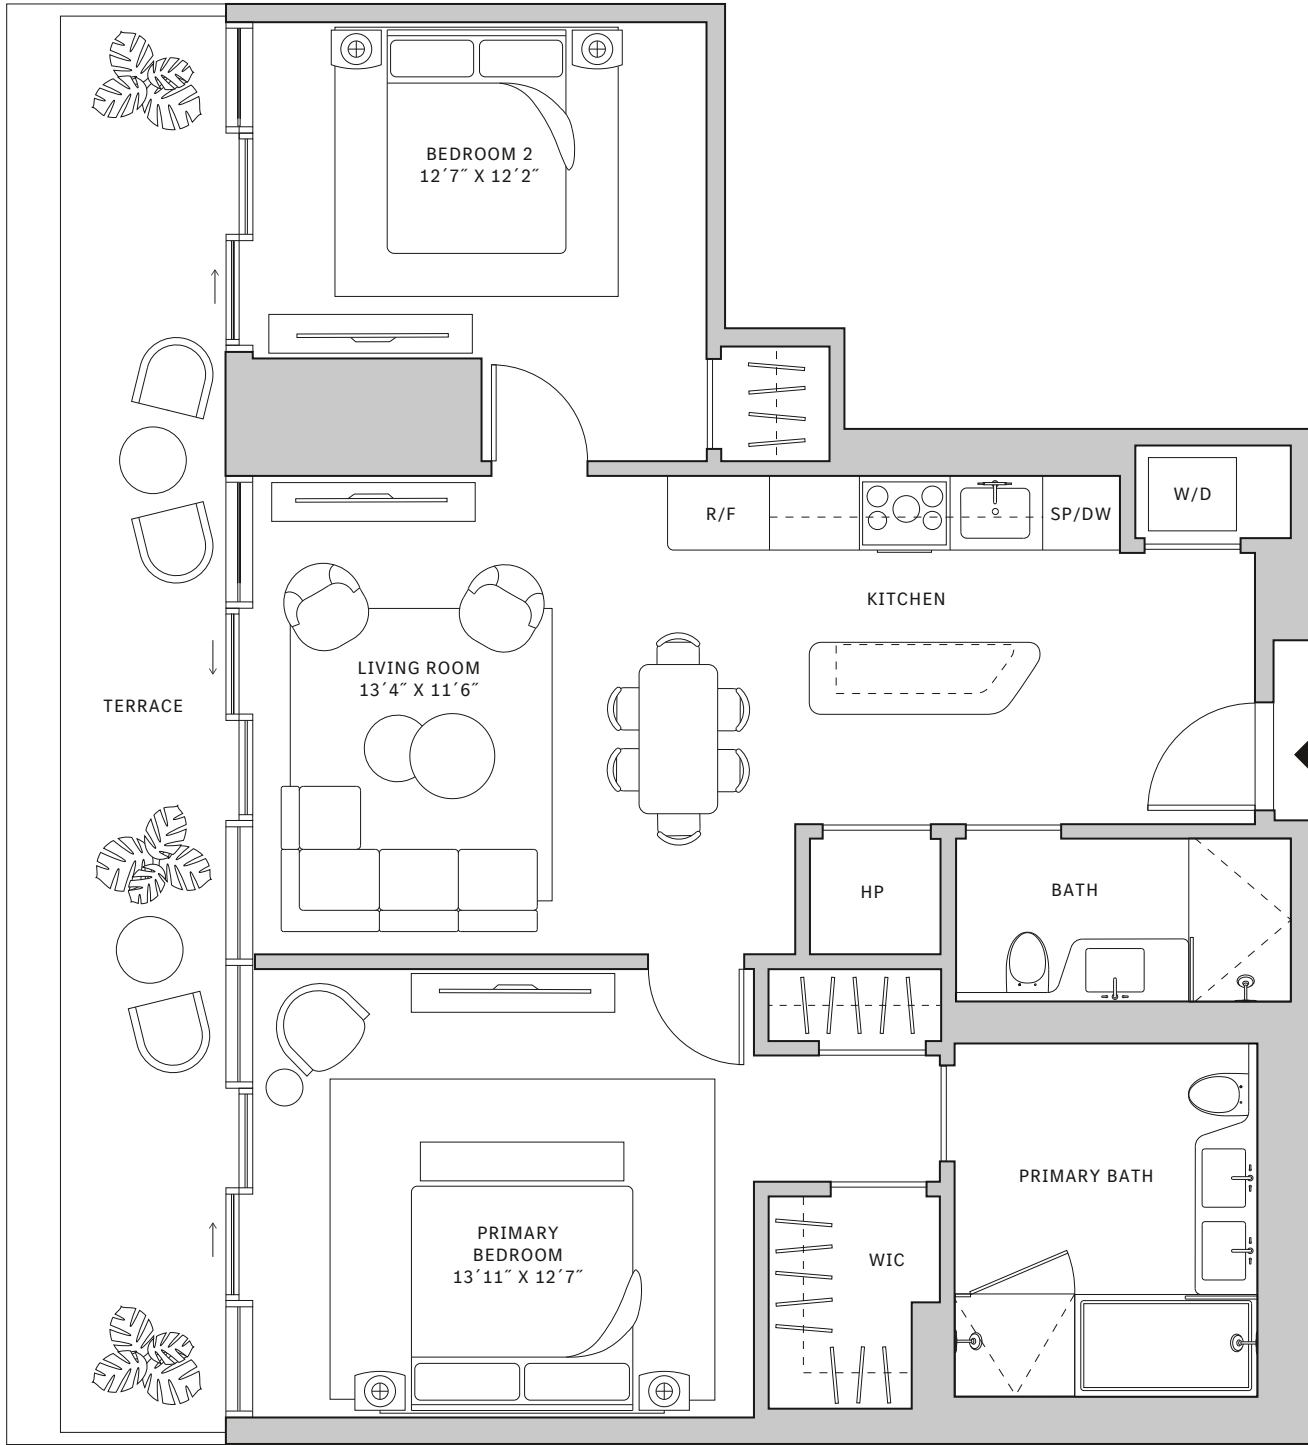 BEDROOM 2
12´7˝ X 12´2˝
R/F
SP/DW
W/D
KITCHEN
LIVING ROOM
13´4˝ X 11´6˝
TERRACE
HP
BATH
PRIMARY BATH
PRIMARY
BEDROOM
13´11˝ X 12´7˝
WIC